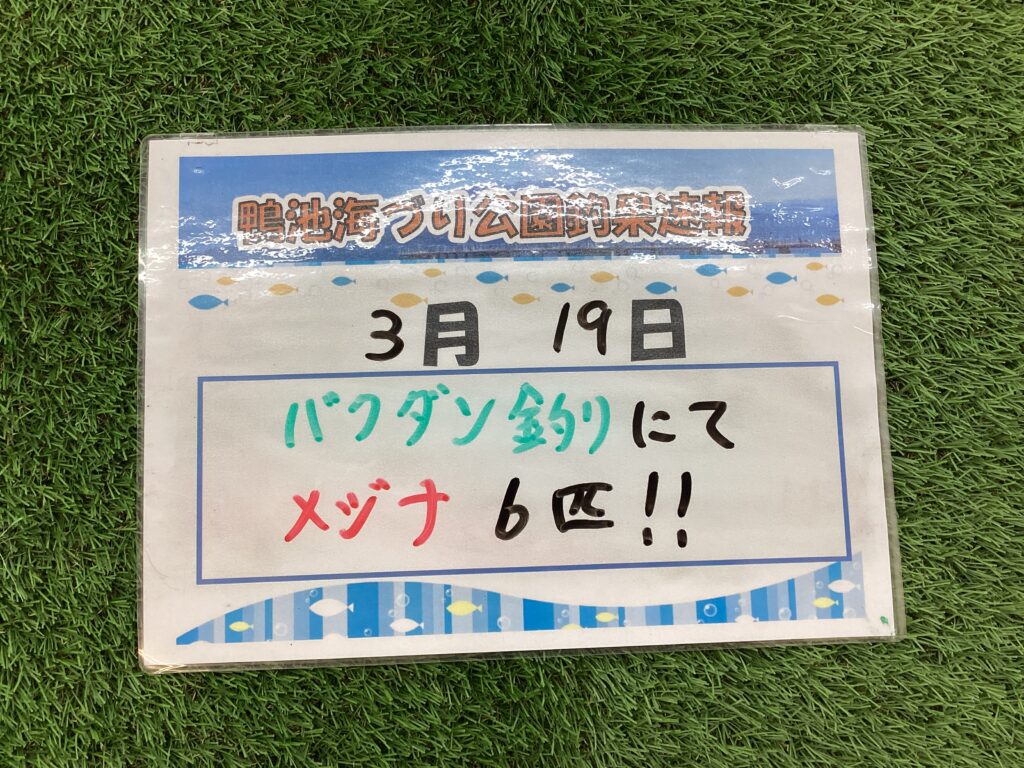 鴨池海づり公園釣果速報
3月 19日
バクダン釣りにて
メジナ 6匹!!